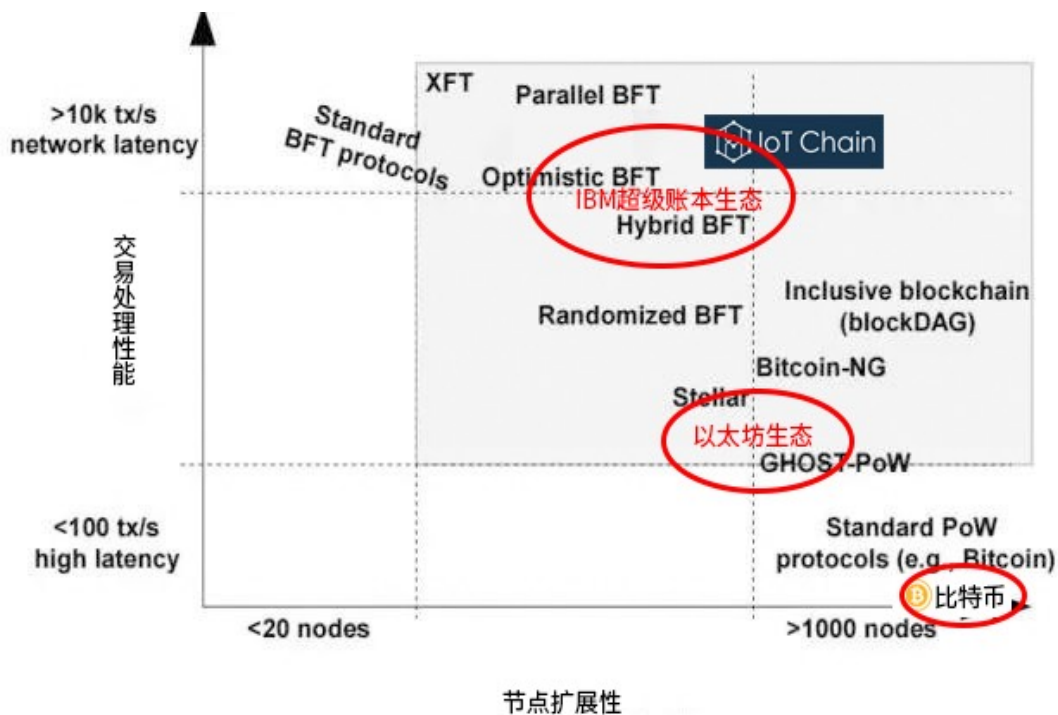 XFT
Parallel BFT
>10k tx/s
network latency
Standard
BFT protocols
IoT Chain
Optimistic BFT
IBM超级账本生态
Hybrid BFT
交易处理性能
Inclusive blockchain
(blockDAG)
Randomized BFT
Bitcoin-NG
Stellar
以太坊生态
GHOST-PoW
<100 tx/s
high latency
Standard PoW
protocols (e.g., Bitcoin)
比特币
<20 nodes
>1000 nodes
节点扩展性